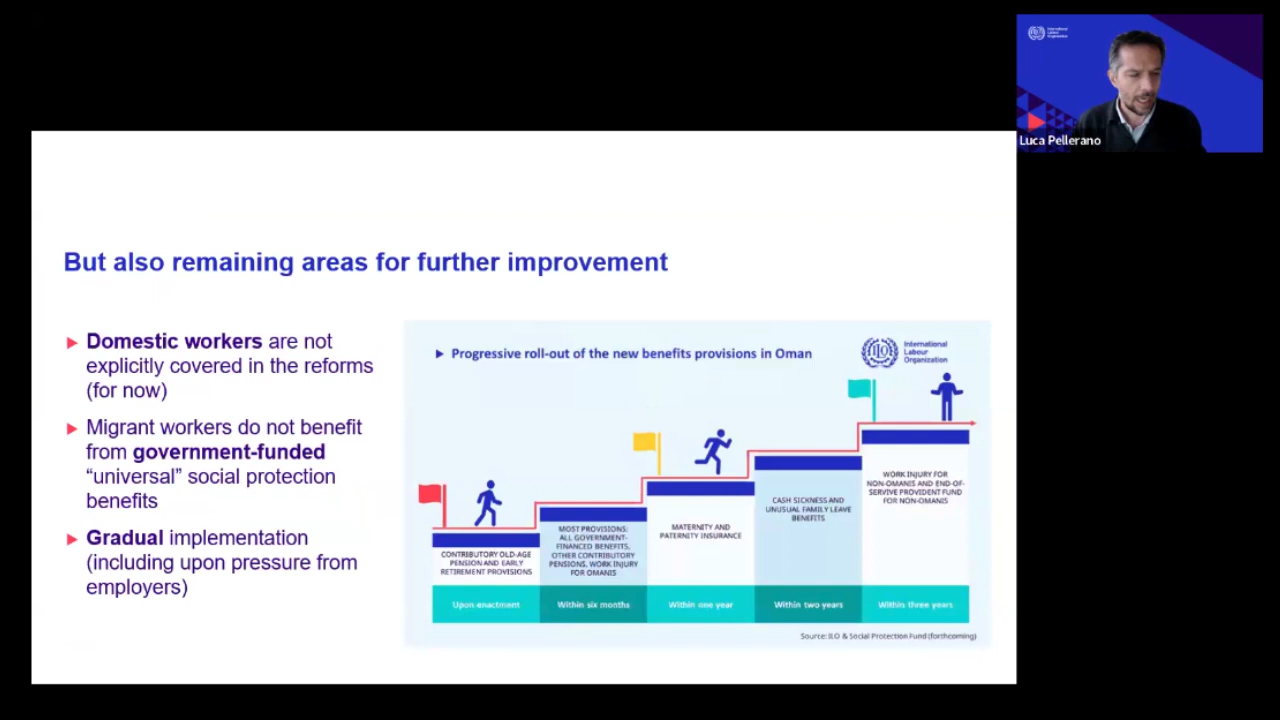 International
Labour
Organization
Luca Pellerano
But also remaining areas for further improvement
▶ Domestic workers are not
explicitly covered in the reforms
(for now)
▶ Migrant workers do not benefit
from government-funded
“universal” social protection
benefits
▶ Gradual implementation
(including upon pressure from
employers)
▶ Progressive roll-out of the new benefits provisions in Oman
International
Labour
Organization
CONTRIBUTORY OLD-AGE
PENSION AND EARLY
RETIREMENT PROVISIONS
Upon enactment
MOST PROVISIONS:
ALL GOVERNMENT-
FINANCED BENEFITS,
OTHER CONTRIBUTORY
PENSIONS, WORK INJURY
FOR OMANIS
Within six months
MATERNITY AND
PATERNITY INSURANCE
Within one year
CASH SICKNESS AND
UNUSUAL FAMILY LEAVE
BENEFITS
Within two years
WORK INJURY FOR
NON-OMANIS AND END-OF-
SERVIVE PROVIDENT FUND
FOR NON-OMANIS
Within three years
Source: ILO & Social Protection Fund (forthcoming)